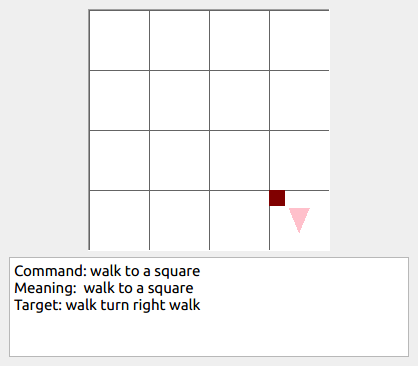 Command: walk to a square
Meaning:  walk to a square
Target: walk turn right walk